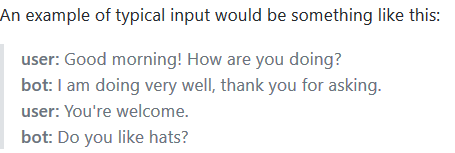 An example of typical input would be something like this:
user: Good morning! How are you doing?
bot: I am doing very well, thank you for asking.
user: You're welcome.
bot: Do you like hats?